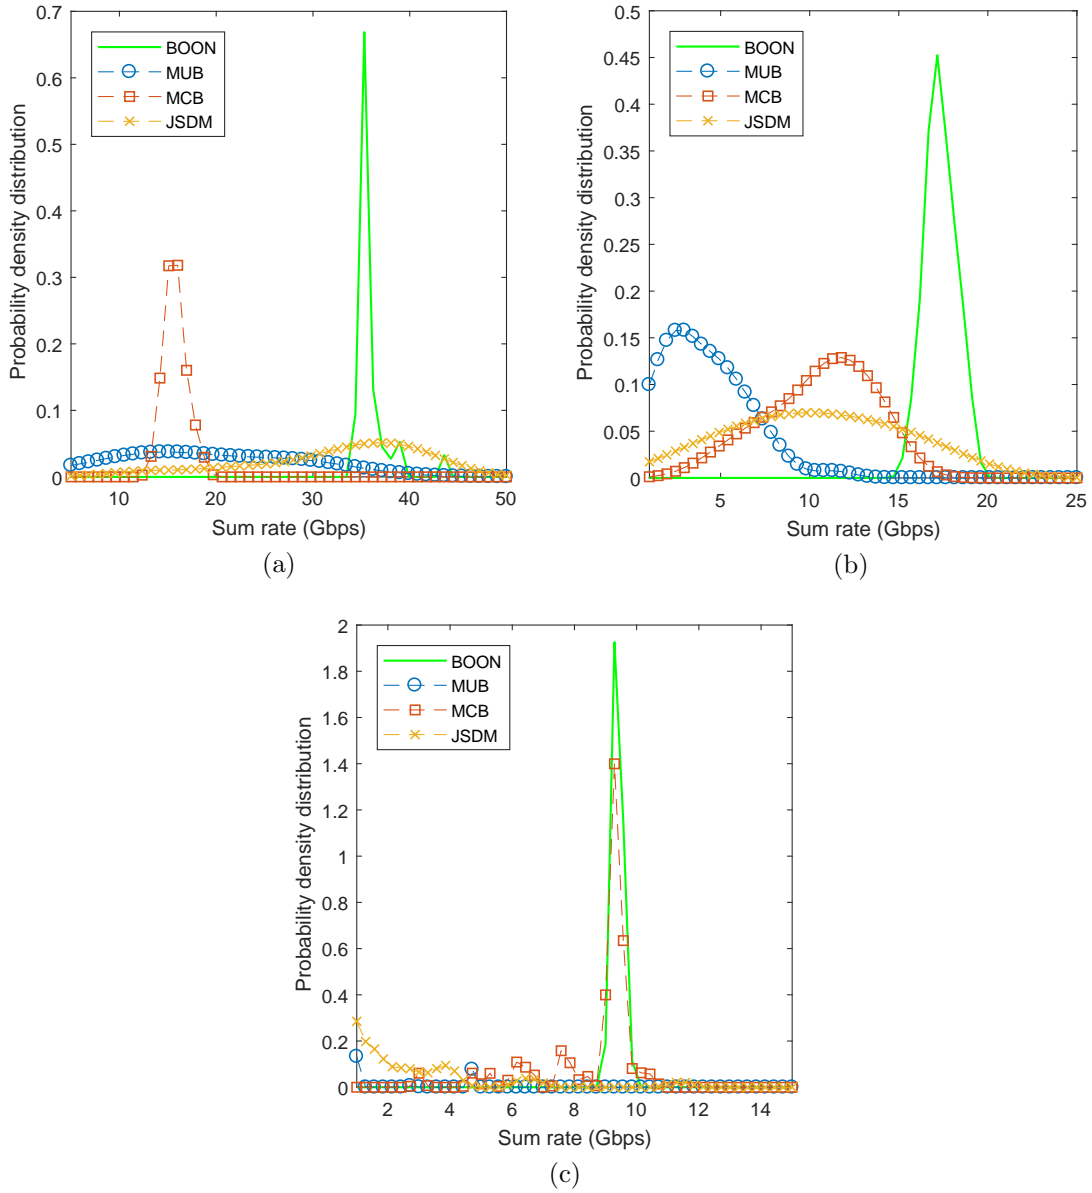 0.7
0.6
0.5
0.4
0.3
0.2
0.1
0
Probability density distribution
BOON
MUB
MCB
JSDM
10
20
30
40
50
Sum rate (Gbps)
(a)
0.5
0.45
0.4
0.35
0.3
0.25
0.2
0.15
0.1
0.05
0
Probability density distribution
BOON
MUB
MCB
JSDM
5
10
15
20
25
Sum rate (Gbps)
(b)
2
1.8
1.6
1.4
1.2
1
0.8
0.6
0.4
0.2
0
Probability density distribution
BOON
MUB
MCB
JSDM
2
4
6
8
10
12
14
Sum rate (Gbps)
(c)